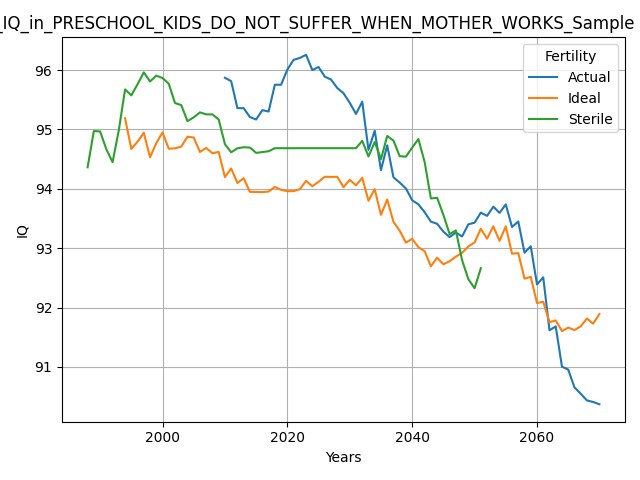 _IQ_in_PRESCHOOL_KIDS_DO_NOT_SUFFER_WHEN_MOTHER_WORKS_Sample
Fertility
Actual
Ideal
Sterile
IQ
96
95
94
93
92
91
2000
2020
2040
2060
Years